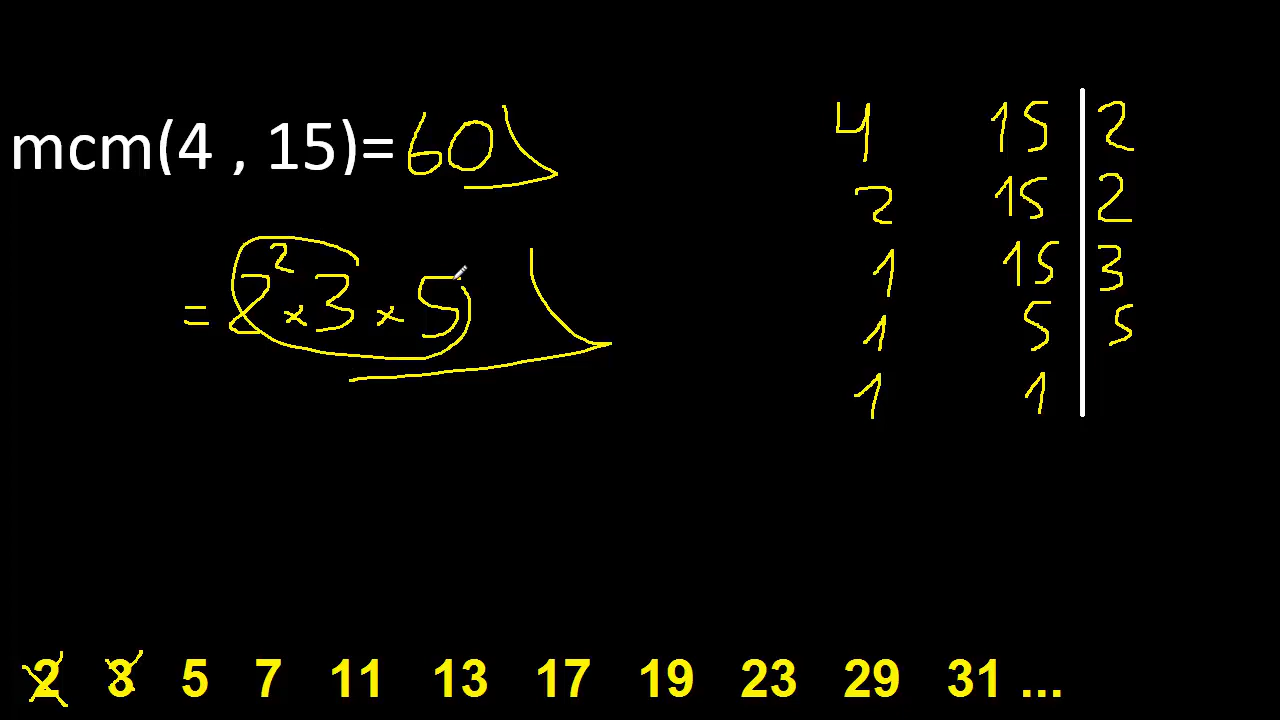 mcm(4 , 15)=60
= 2² × 3 × 5
4 15 2
2 15 2
1 15 3
1 5 5
1 1
2 3 5 7 11 13 17 19 23 29 31 ...